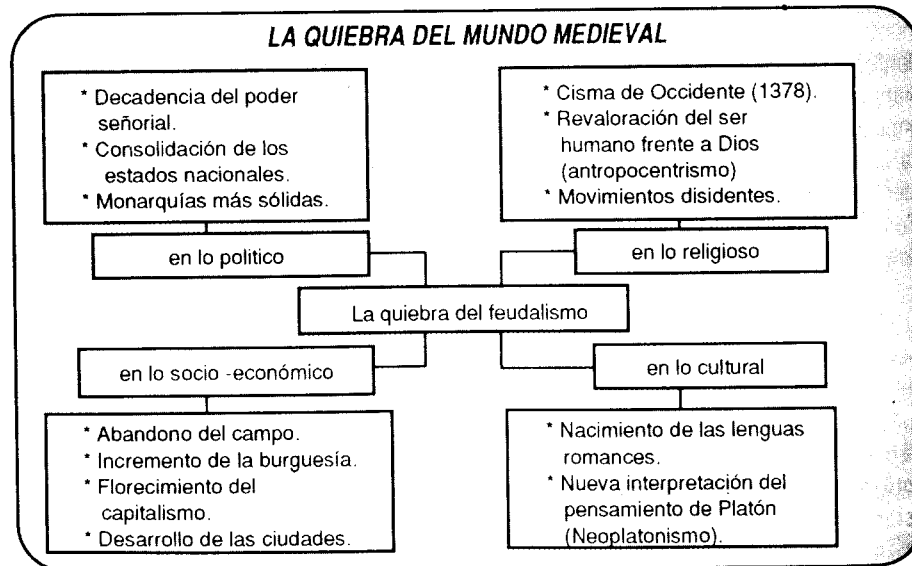 LA QUIEBRA DEL MUNDO MEDIEVAL
* Decadencia del poder
señorial.
* Consolidación de los
estados nacionales.
* Monarquías más sólidas.
en lo politico
* Cisma de Occidente (1378).
* Revaloración del ser
humano frente a Dios
(antropocentrismo)
* Movimientos disidentes.
en lo religioso
La quiebra del feudalismo
en lo socio -económico
* Abandono del campo.
* Incremento de la burguesía.
* Florecimiento del
capitalismo.
* Desarrollo de las ciudades.
en lo cultural
* Nacimiento de las lenguas
romances.
* Nueva interpretación del
pensamiento de Platón
(Neoplatonismo).